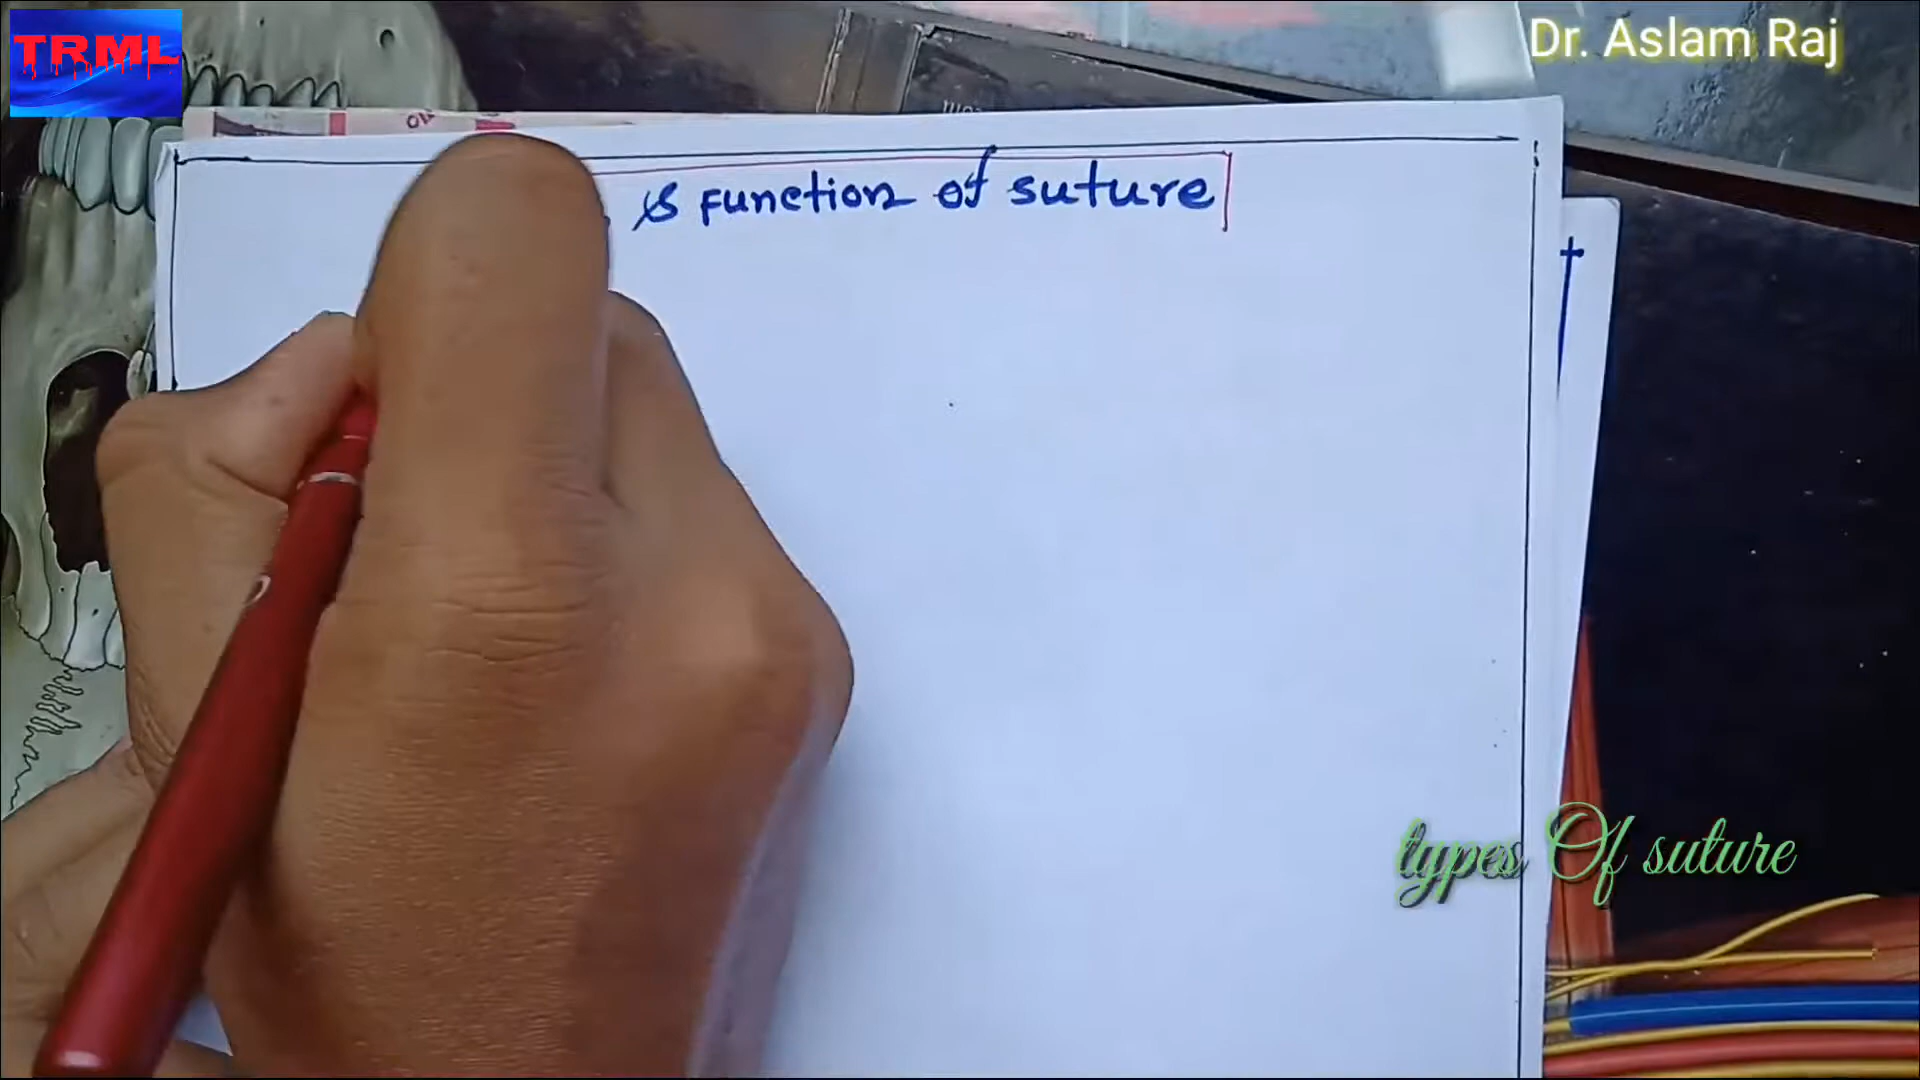 TRML
Dr. Aslam Raj
& function of suture
types Of suture